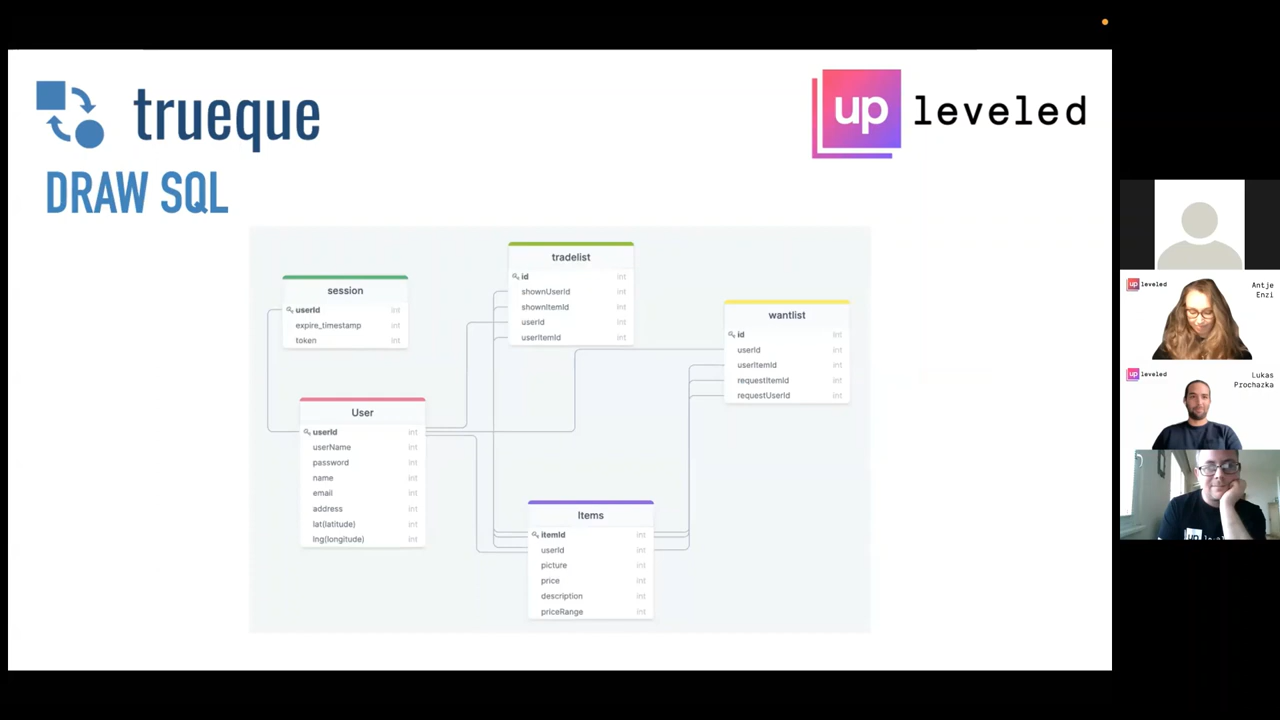 trueque
up leveled
DRAW SQL
session
userId int
expire_timestamp int
token int
User
userId int
userName int
password int
name int
email int
address int
lat(latitude) int
lng(longitude) int
tradelist
id int
shownUserId int
shownItemId int
userId int
userItemId int
Items
itemId int
userId int
picture int
price int
description int
priceRange int
wantlist
id int
userId int
userItemId int
requestItemId int
requestUserId int
up leveled
Antje
Enzi
up leveled
Lukas
Prochazka